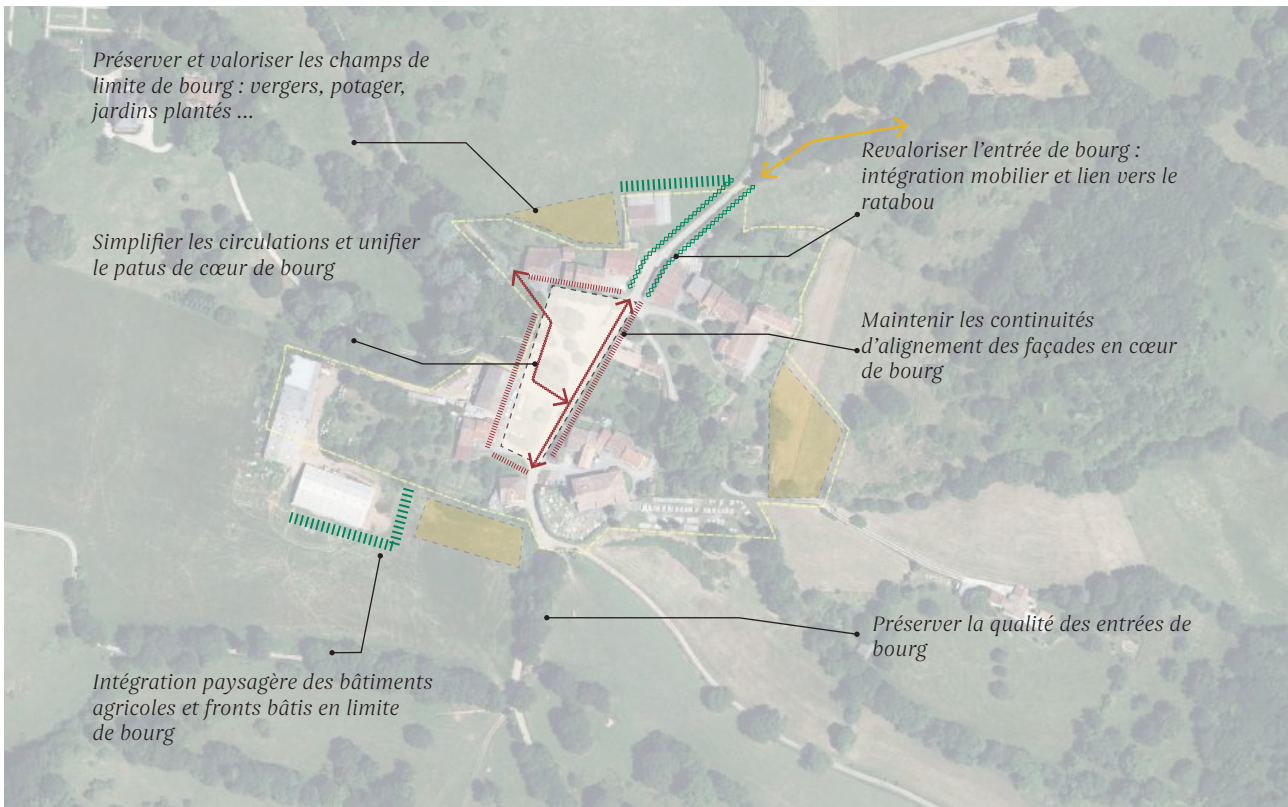 Préserver et valoriser les champs de
limite de bourg : vergers, potager,
jardins plantés ...
Revaloriser l'entrée de bourg :
intégration mobilier et lien vers le
ratabou
Simplifier les circulations et unifier
le patus de cœur de bourg
Maintenir les continuités
d'alignement des façades en cœur
de bourg
Préserver la qualité des entrées de
bourg
Intégration paysagère des bâtiments
agricoles et fronts bâtis en limite
de bourg